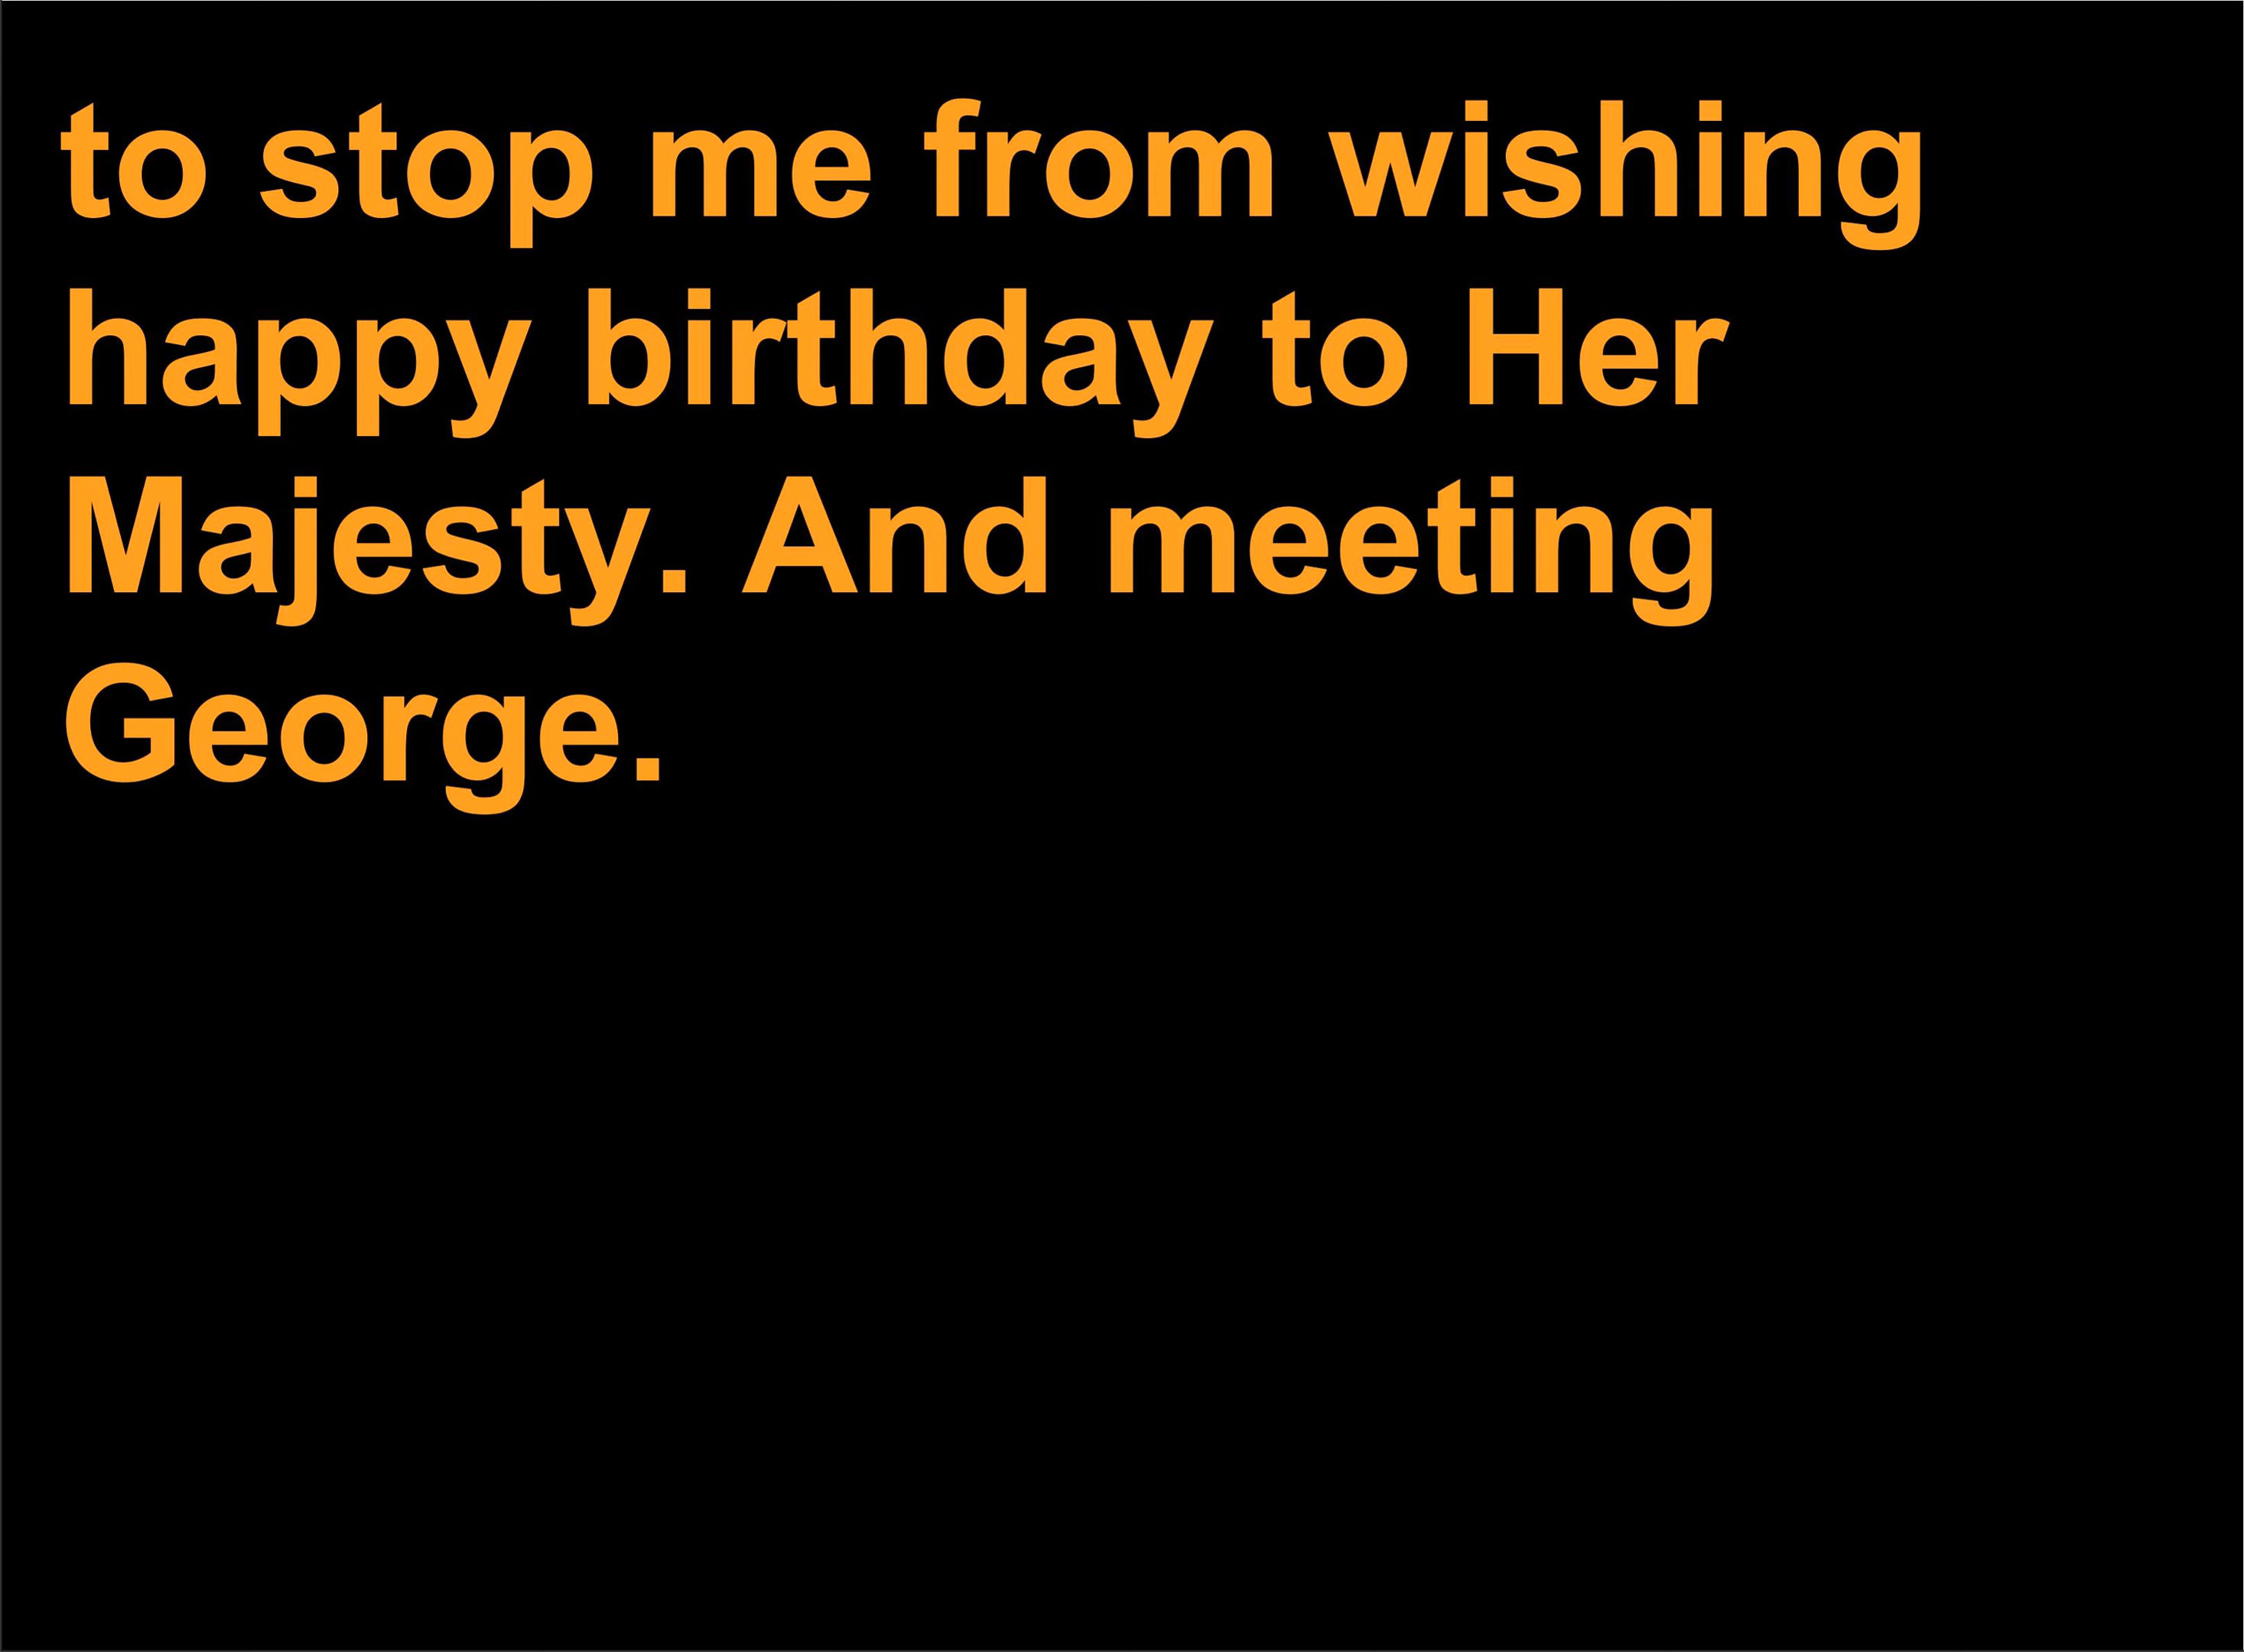 to stop me from wishing
happy birthday to Her
Majesty. And meeting
George.